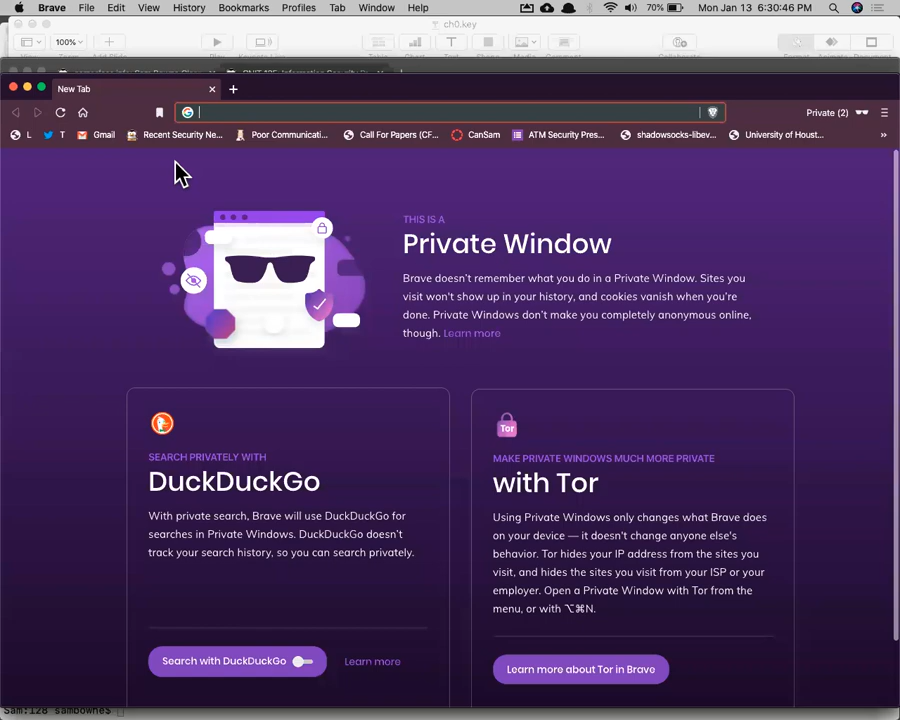 Brave File Edit View History Bookmarks Profiles Tab Window Help 70% Mon Jan 13 6:30:46 PM
ch0.key
100%
New Tab
Private (2)
L T Gmail Recent Security Ne... Poor Communicati... Call For Papers (CF... CanSam ATM Security Pres... shadowsocks-libev... University of Houst... »
THIS IS A
Private Window
Brave doesn't remember what you do in a Private Window. Sites you
visit won't show up in your history, and cookies vanish when you're
done. Private Windows don't make you completely anonymous online,
though. Learn more
SEARCH PRIVATELY WITH
DuckDuckGo
With private search, Brave will use DuckDuckGo for
searches in Private Windows. DuckDuckGo doesn't
track your search history, so you can search privately.
Search with DuckDuckGo Learn more
Tor
MAKE PRIVATE WINDOWS MUCH MORE PRIVATE
with Tor
Using Private Windows only changes what Brave does
on your device — it doesn't change anyone else's
behavior. Tor hides your IP address from the sites you
visit, and hides the sites you visit from your ISP or your
employer. Open a Private Window with Tor from the
menu, or with ⌥⌘N.
Learn more about Tor in Brave
Sam:128 sambowne$